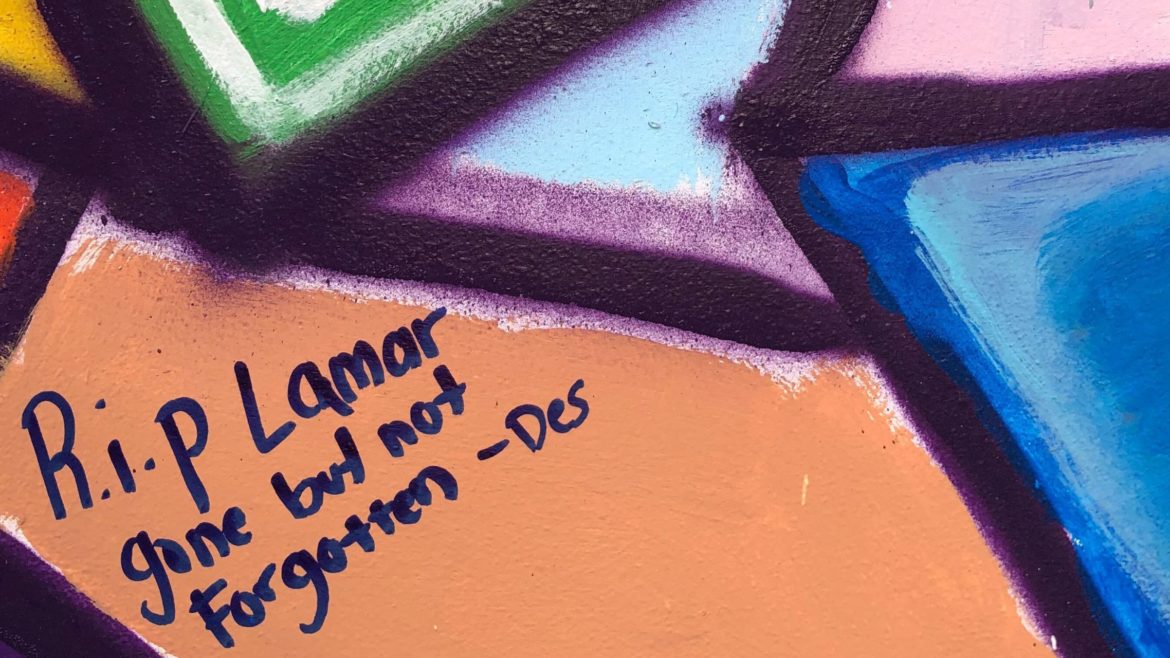 R.i.p Lamar
gone but not
Forgotten -Des